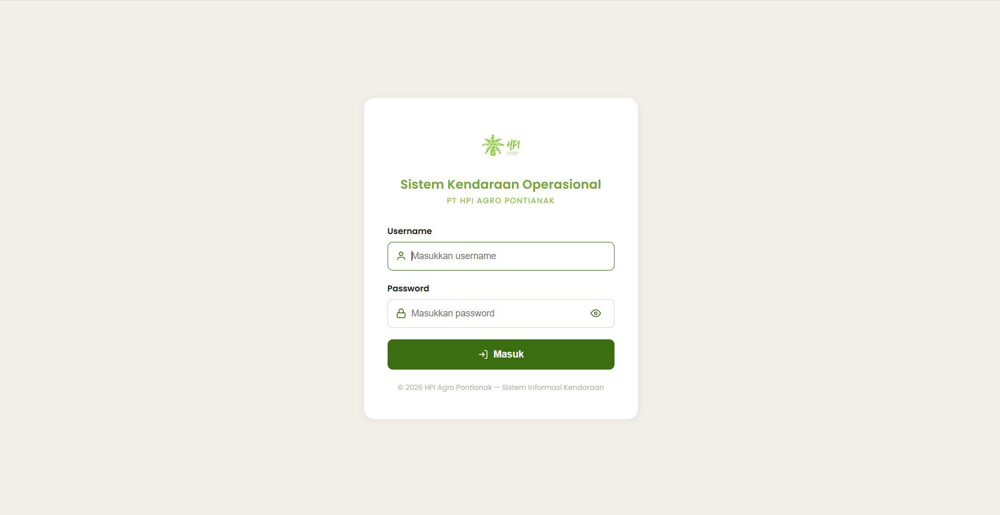 HPI
Sistem Kendaraan Operasional
PT HPI AGRO PONTIANAK
Username
Masukkan username
Password
Masukkan password
Masuk
© 2026 HPI Agro Pontianak — Sistem Informasi Kendaraan